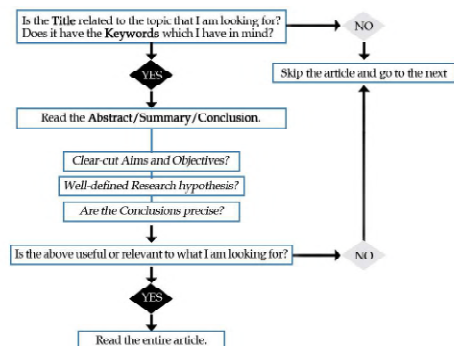 Is the Title related to the topic that I am looking for?
Does it have the Keywords which I have in mind?
NO
YES
Skip the article and go to the next
Read the Abstract/Summary/Conclusion.
Clear-cut Aims and Objectives?
Well-defined Research hypothesis?
Are the Conclusions precise?
Is the above useful or relevant to what I am looking for?
NO
YES
Read the entire article.